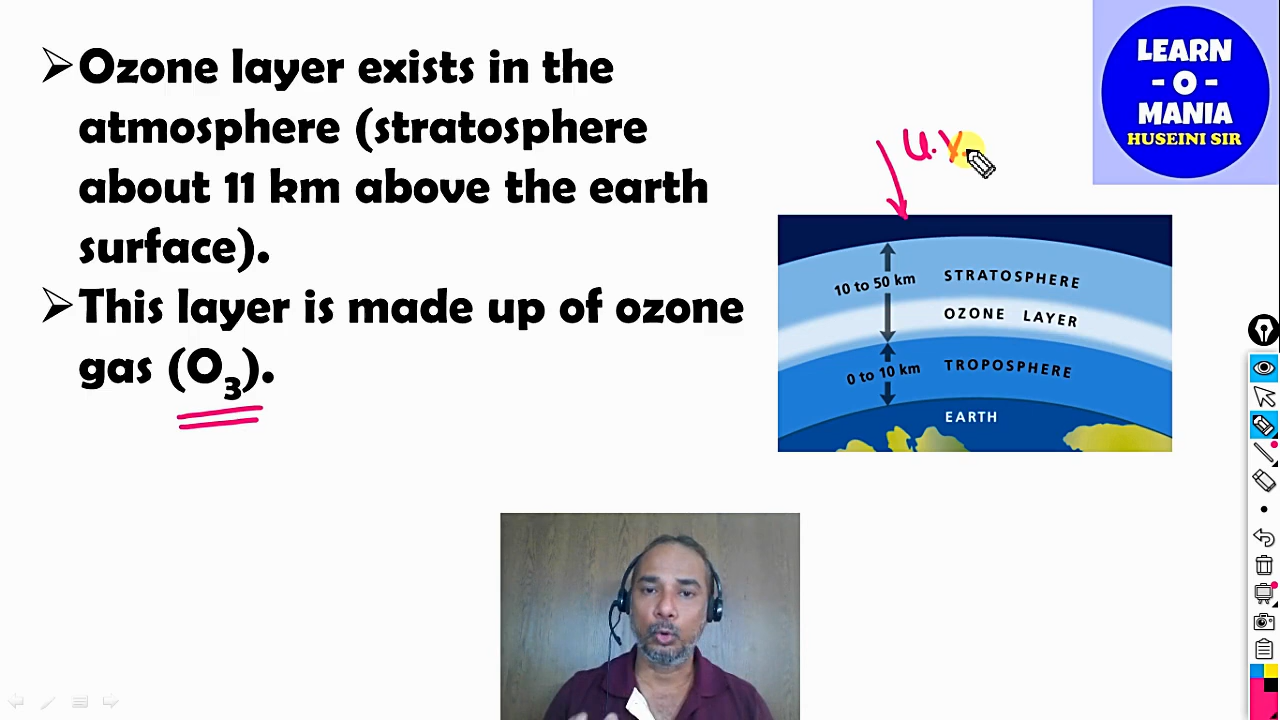 ➢Ozone layer exists in the
atmosphere (stratosphere
about 11 km above the earth
surface).
➢This layer is made up of ozone
gas (O₃).
LEARN
- O -
MANIA
HUSEINI SIR
U.V.
10 to 50 km
STRATOSPHERE
OZONE LAYER
0 to 10 km
TROPOSPHERE
EARTH